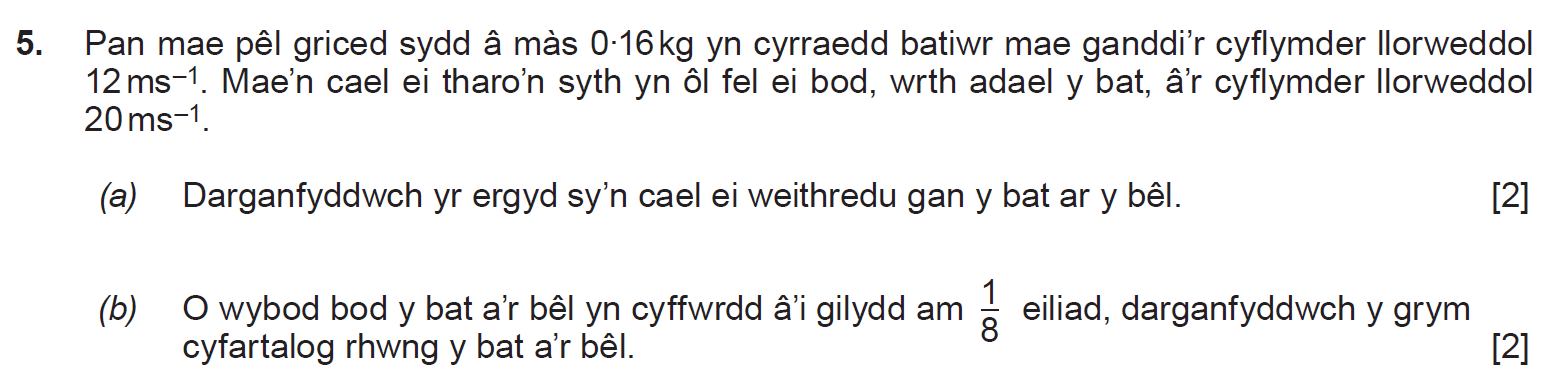 5. Pan mae pêl griced sydd â màs 0·16 kg yn cyrraedd batiwr mae ganddi’r cyflymder llorweddol
12 ms⁻¹. Mae’n cael ei tharo’n syth yn ôl fel ei bod, wrth adael y bat, â’r cyflymder llorweddol
20 ms⁻¹.
(a) Darganfyddwch yr ergyd sy’n cael ei weithredu gan y bat ar y bêl. [2]
(b) O wybod bod y bat a’r bêl yn cyffwrdd â’i gilydd am 1/8 eiliad, darganfyddwch y grym
cyfartalog rhwng y bat a’r bêl. [2]